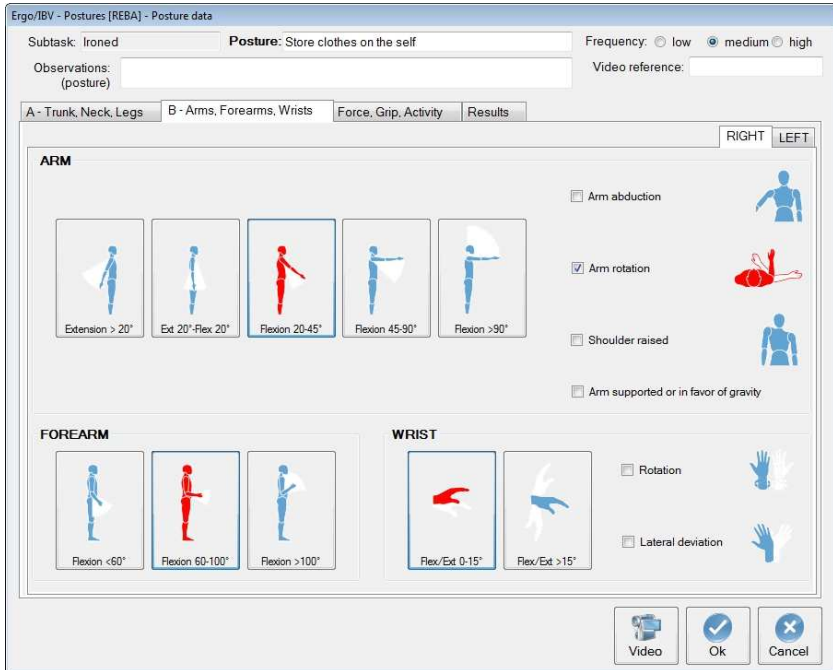 Ergo/IBV - Postures [REBA] - Posture data
Subtask: Ironed Posture: Store clothes on the self Frequency: low medium high
Observations: (posture) Video reference:
A - Trunk, Neck, Legs B - Arms, Forearms, Wrists Force, Grip, Activity Results
RIGHT LEFT
ARM
Arm abduction
Arm rotation
Extension > 20° Ext 20°-Flex 20° Flexion 20-45° Flexion 45-90° Flexion >90°
Shoulder raised
Arm supported or in favor of gravity
FOREARM WRIST
Rotation
Lateral deviation
Flexion <60° Flexion 60-100° Flexion >100° Flex/Ext 0-15° Flex/Ext >15°
Video Ok Cancel